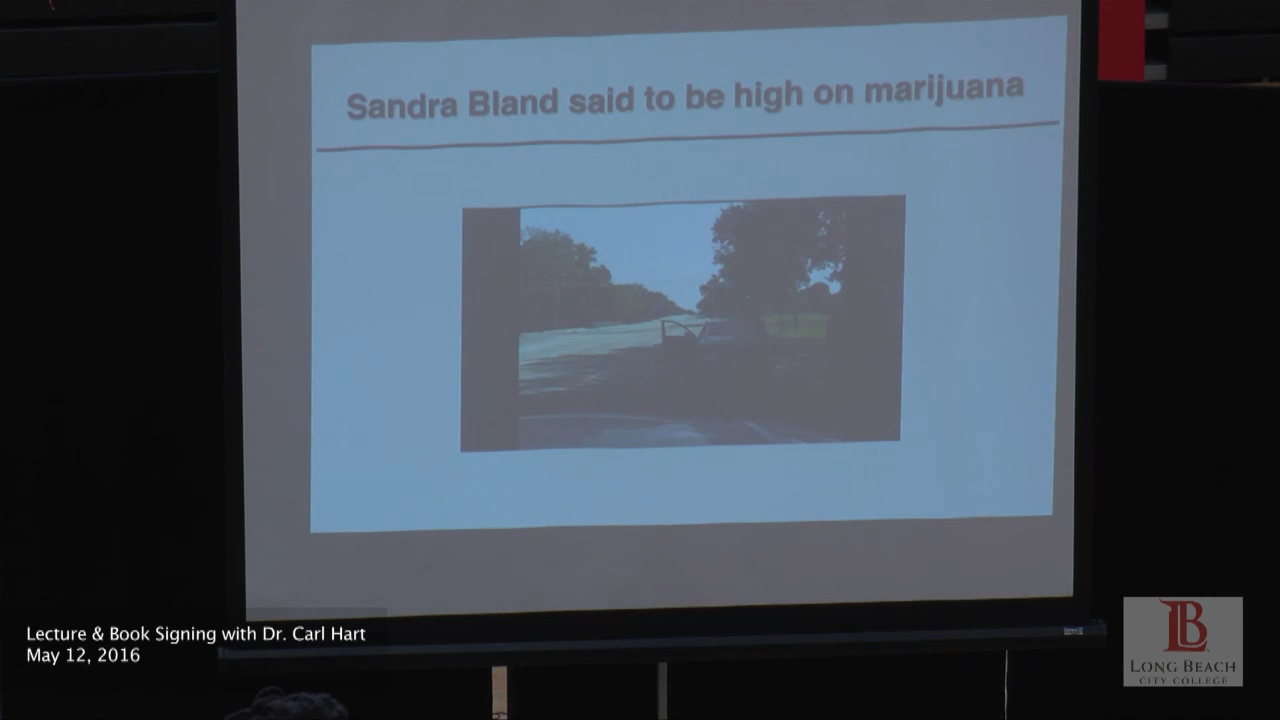 Sandra Bland said to be high on marijuana
Lecture & Book Signing with Dr. Carl Hart
May 12, 2016
LB
LONG BEACH
CITY COLLEGE